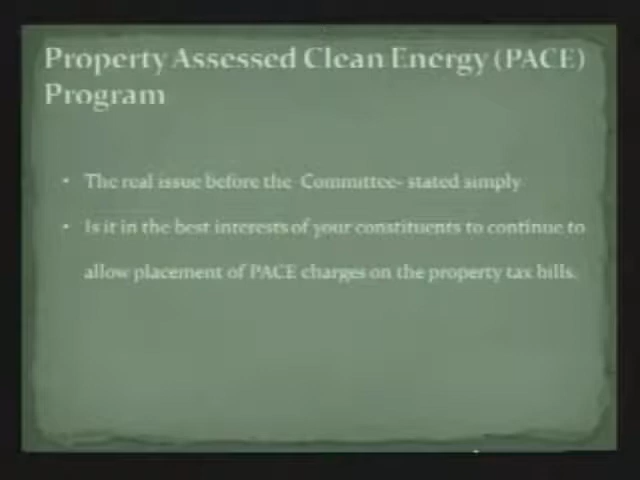 Property Assessed Clean Energy (PACE)
Program
• The real issue before the Committee- stated simply
• Is it in the best interests of your constituents to continue to
allow placement of PACE charges on the property tax bills.